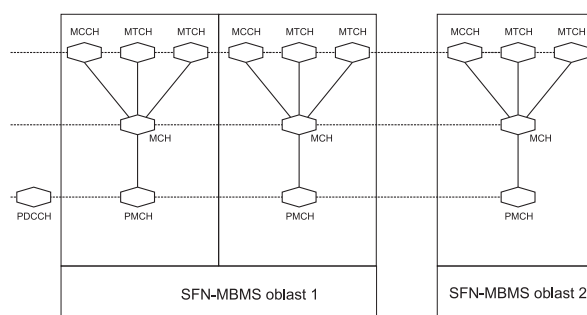 MCCH MTCH MTCH MCCH MTCH MTCH MCCH MTCH MTCH
MCH MCH MCH
PDCCH PMCH PMCH PMCH
SFN-MBMS oblast 1 SFN-MBMS oblast 2